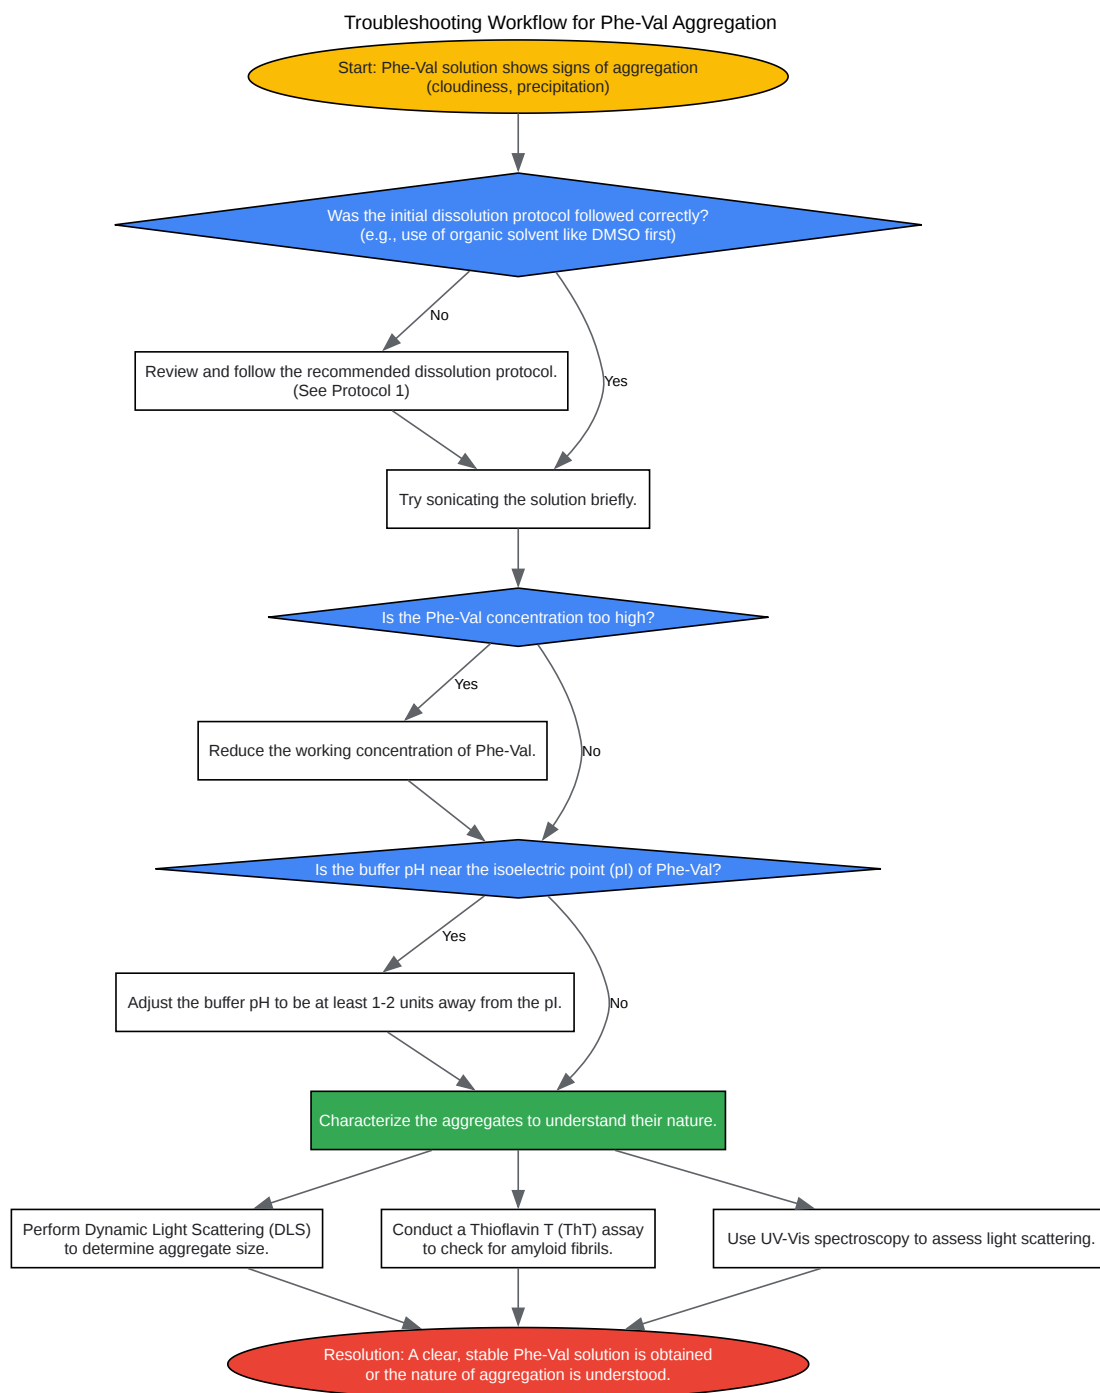 Troubleshooting Workflow for Phe-Val Aggregation
Start: Phe-Val solution shows signs of aggregation
(cloudiness, precipitation)
Was the initial dissolution protocol followed correctly?
(e.g., use of organic solvent like DMSO first)
No
Review and follow the recommended dissolution protocol.
(See Protocol 1)
Yes
Try sonicating the solution briefly.
Is the Phe-Val concentration too high?
Yes
Reduce the working concentration of Phe-Val.
No
Is the buffer pH near the isoelectric point (pI) of Phe-Val?
Yes
Adjust the buffer pH to be at least 1-2 units away from the pI.
No
Characterize the aggregates to understand their nature.
Perform Dynamic Light Scattering (DLS)
to determine aggregate size.
Conduct a Thioflavin T (ThT) assay
to check for amyloid fibrils.
Use UV-Vis spectroscopy to assess light scattering.
Resolution: A clear, stable Phe-Val solution is obtained
or the nature of aggregation is understood.